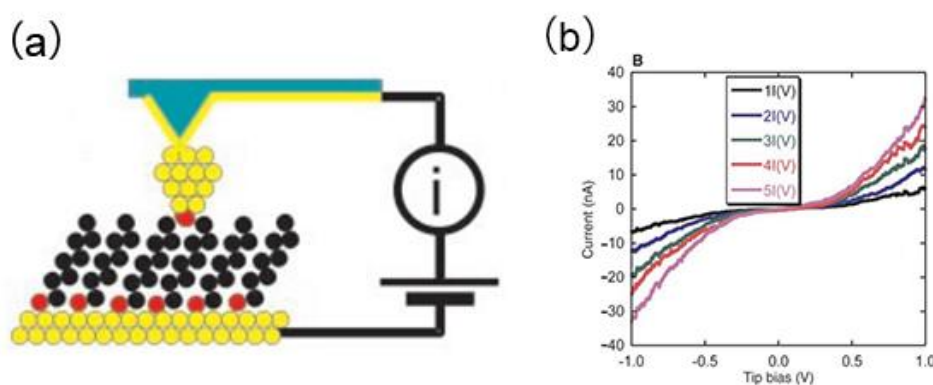 (a)
i
(b)
B
1I(V)
2I(V)
3I(V)
4I(V)
5I(V)
Current (nA)
40
30
20
10
0
−10
−20
−30
−40
-1.0 -0.5 0.0 0.5 1.0
Tip bias (V)